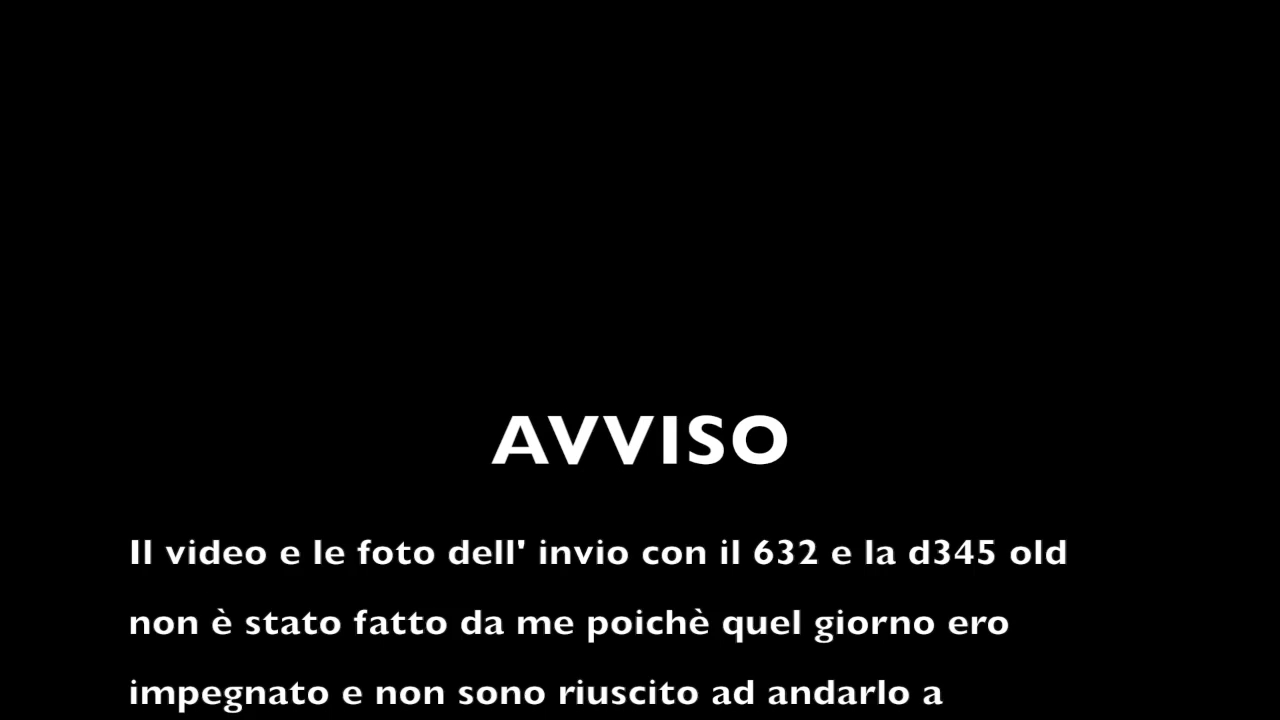 AVVISO
Il video e le foto dell' invio con il 632 e la d345 old
non è stato fatto da me poichè quel giorno ero
impegnato e non sono riuscito ad andarlo a